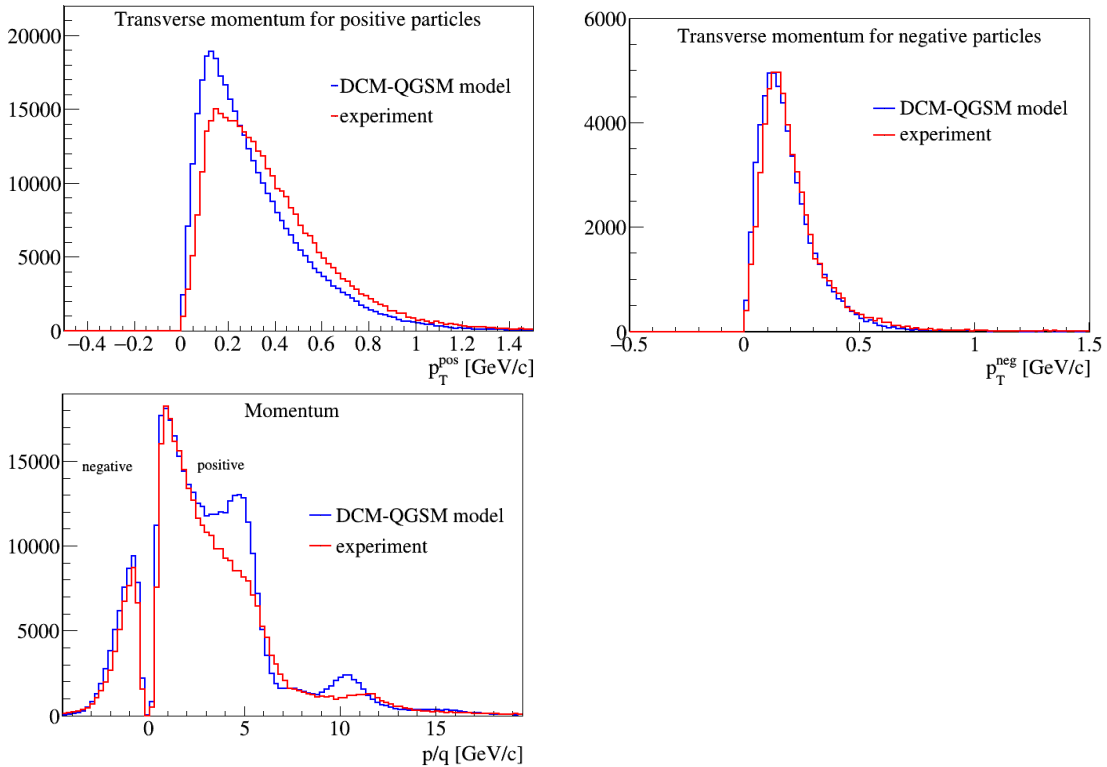 Transverse momentum for positive particles
20000
15000
10000
5000
0
DCM-QGSM model
experiment
−0.4 −0.2 0 0.2 0.4 0.6 0.8 1 1.2 1.4
p_T^pos [GeV/c]
Transverse momentum for negative particles
6000
4000
2000
0
DCM-QGSM model
experiment
−0.5 0 0.5 1 1.5
p_T^neg [GeV/c]
Momentum
negative positive
15000
10000
5000
0
DCM-QGSM model
experiment
0 5 10 15
p/q [GeV/c]